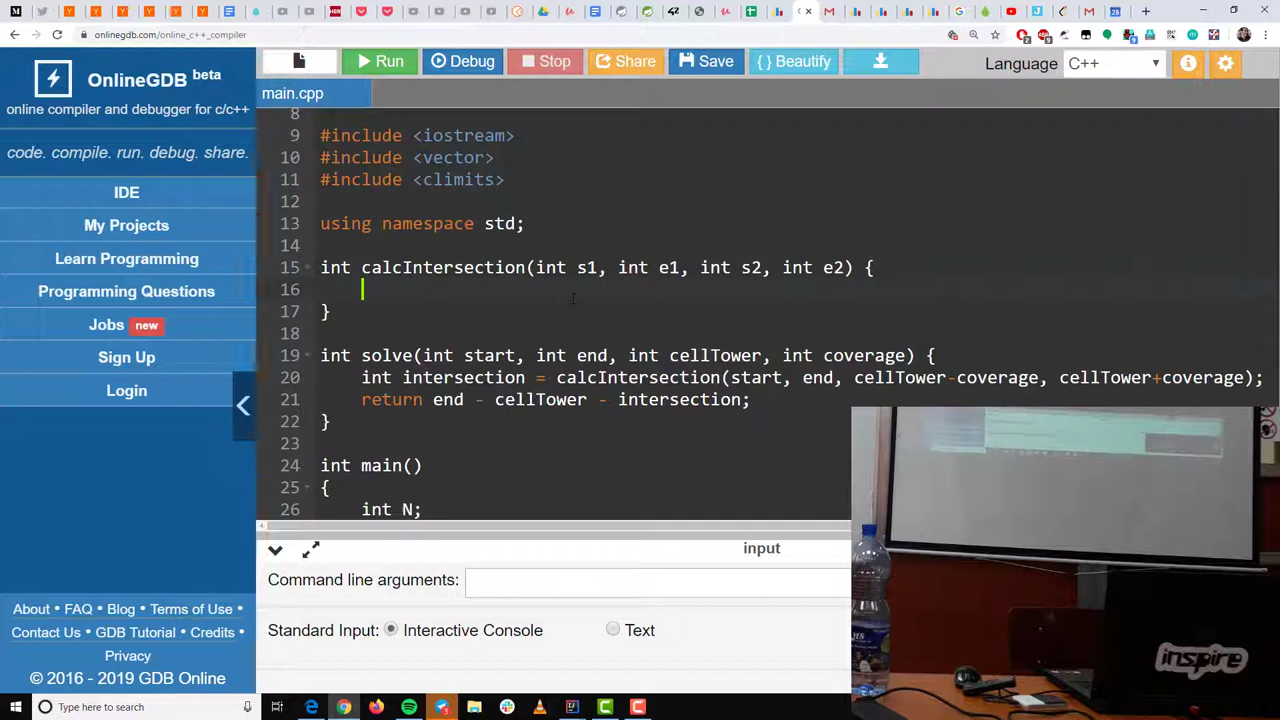 onlinegdb.com/online_c++_compiler
OnlineGDB beta
online compiler and debugger for c/c++
code. compile. run. debug. share.
IDE
My Projects
Learn Programming
Programming Questions
Jobs new
Sign Up
Login
About • FAQ • Blog • Terms of Use •
Contact Us • GDB Tutorial • Credits •
Privacy
© 2016 - 2019 GDB Online
Run
Debug
Stop
Share
Save
{ } Beautify
Language C++
main.cpp
8
9 #include <iostream>
10 #include <vector>
11 #include <climits>
12
13 using namespace std;
14
15 int calcIntersection(int s1, int e1, int s2, int e2) {
16
17 }
18
19 int solve(int start, int end, int cellTower, int coverage) {
20 int intersection = calcIntersection(start, end, cellTower-coverage, cellTower+coverage);
21 return end - cellTower - intersection;
22 }
23
24 int main()
25 {
26 int N;
input
Command line arguments:
Standard Input: Interactive Console Text
inspire
Type here to search